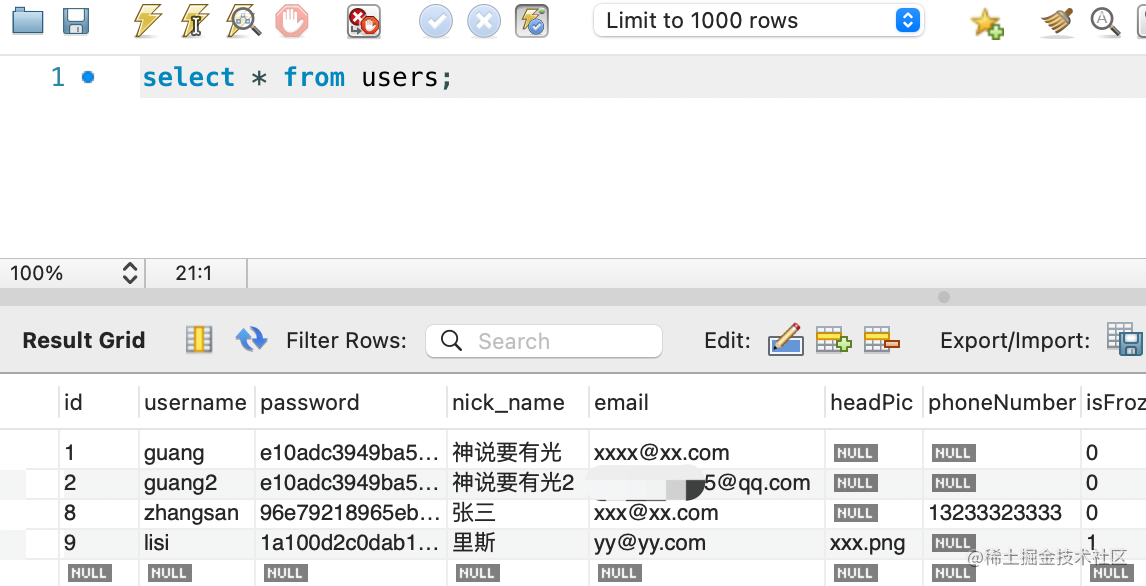 Limit to 1000 rows
1 select * from users;
100% 21:1
Result Grid Filter Rows: Search Edit: Export/Import:
id username password nick_name email headPic phoneNumber isFroz
1 guang e10adc3949ba5... 神说要有光 xxxx@xx.com NULL NULL 0
2 guang2 e10adc3949ba5... 神说要有光2 5@qq.com NULL NULL 0
8 zhangsan 96e79218965eb... 张三 xxx@xx.com NULL 13233323333 0
9 lisi 1a100d2c0dab1... 里斯 yy@yy.com xxx.png NULL 1
NULL NULL NULL NULL NULL NULL NULL NULL
@稀土掘金技术社区